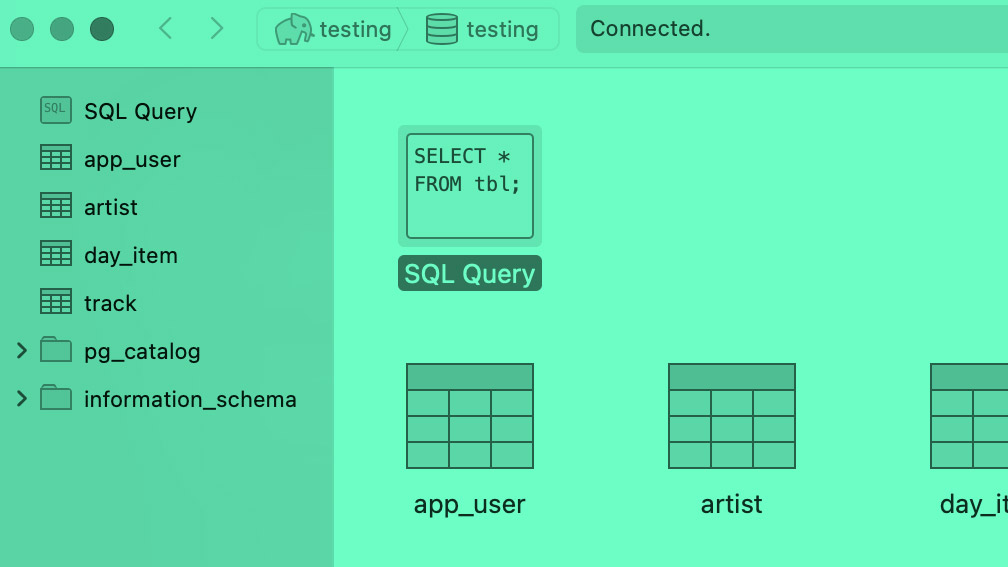 testing
testing
Connected.
SQL
SQL Query
app_user
artist
day_item
track
pg_catalog
information_schema
SELECT *
FROM tbl;
SQL Query
app_user
artist
day_it